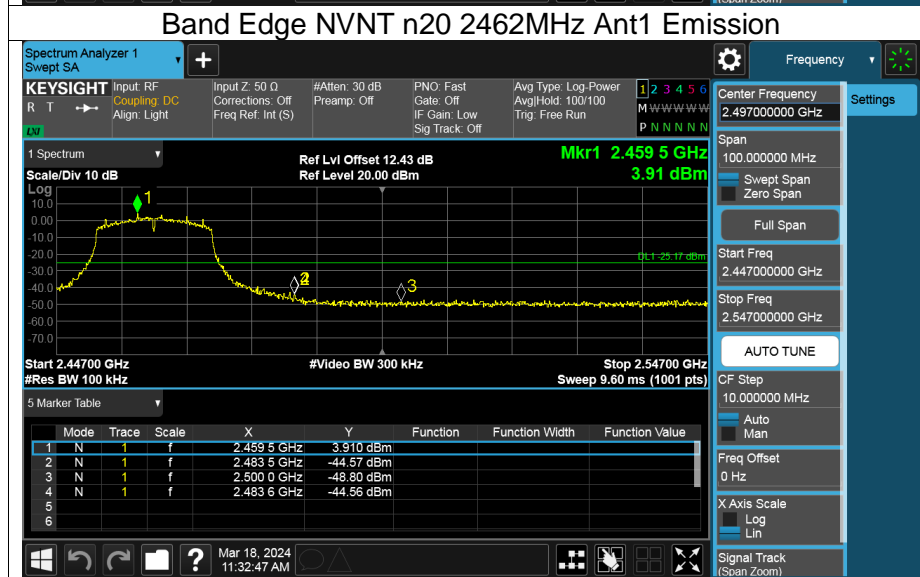 (Span Zoom)
Band Edge NVNT n20 2462MHz Ant1 Emission
Spectrum Analyzer 1
Swept SA
+
Frequency
KEYSIGHT
R T
LXI
Input: RF
Coupling: DC
Align: Light
Input Z: 50 Ω
Corrections: Off
Freq Ref: Int (S)
#Atten: 30 dB
Preamp: Off
PNO: Fast
Gate: Off
IF Gain: Low
Sig Track: Off
Avg Type: Log-Power
Avg|Hold: 100/100
Trig: Free Run
1 2 3 4 5 6
M W W W W W
P N N N N N
1 Spectrum
Scale/Div 10 dB
Ref Lvl Offset 12.43 dB
Ref Level 20.00 dBm
Mkr1 2.459 5 GHz
3.91 dBm
Log
10.0
0.00
-10.0
-20.0
-30.0
-40.0
-50.0
-60.0
-70.0
1
2
3
DL1 -25.17 dBm
Start 2.44700 GHz
#Res BW 100 kHz
#Video BW 300 kHz
Stop 2.54700 GHz
Sweep 9.60 ms (1001 pts)
5 Marker Table
Mode Trace Scale X Y Function Function Width Function Value
1 N 1 f 2.459 5 GHz 3.910 dBm
2 N 1 f 2.483 5 GHz -44.57 dBm
3 N 1 f 2.500 0 GHz -48.80 dBm
4 N 1 f 2.483 6 GHz -44.56 dBm
5
6
?
Mar 18, 2024
11:32:47 AM
Center Frequency
2.497000000 GHz
Settings
Span
100.000000 MHz
Swept Span
Zero Span
Full Span
Start Freq
2.447000000 GHz
Stop Freq
2.547000000 GHz
AUTO TUNE
CF Step
10.000000 MHz
Auto
Man
Freq Offset
0 Hz
X Axis Scale
Log
Lin
Signal Track
(Span Zoom)